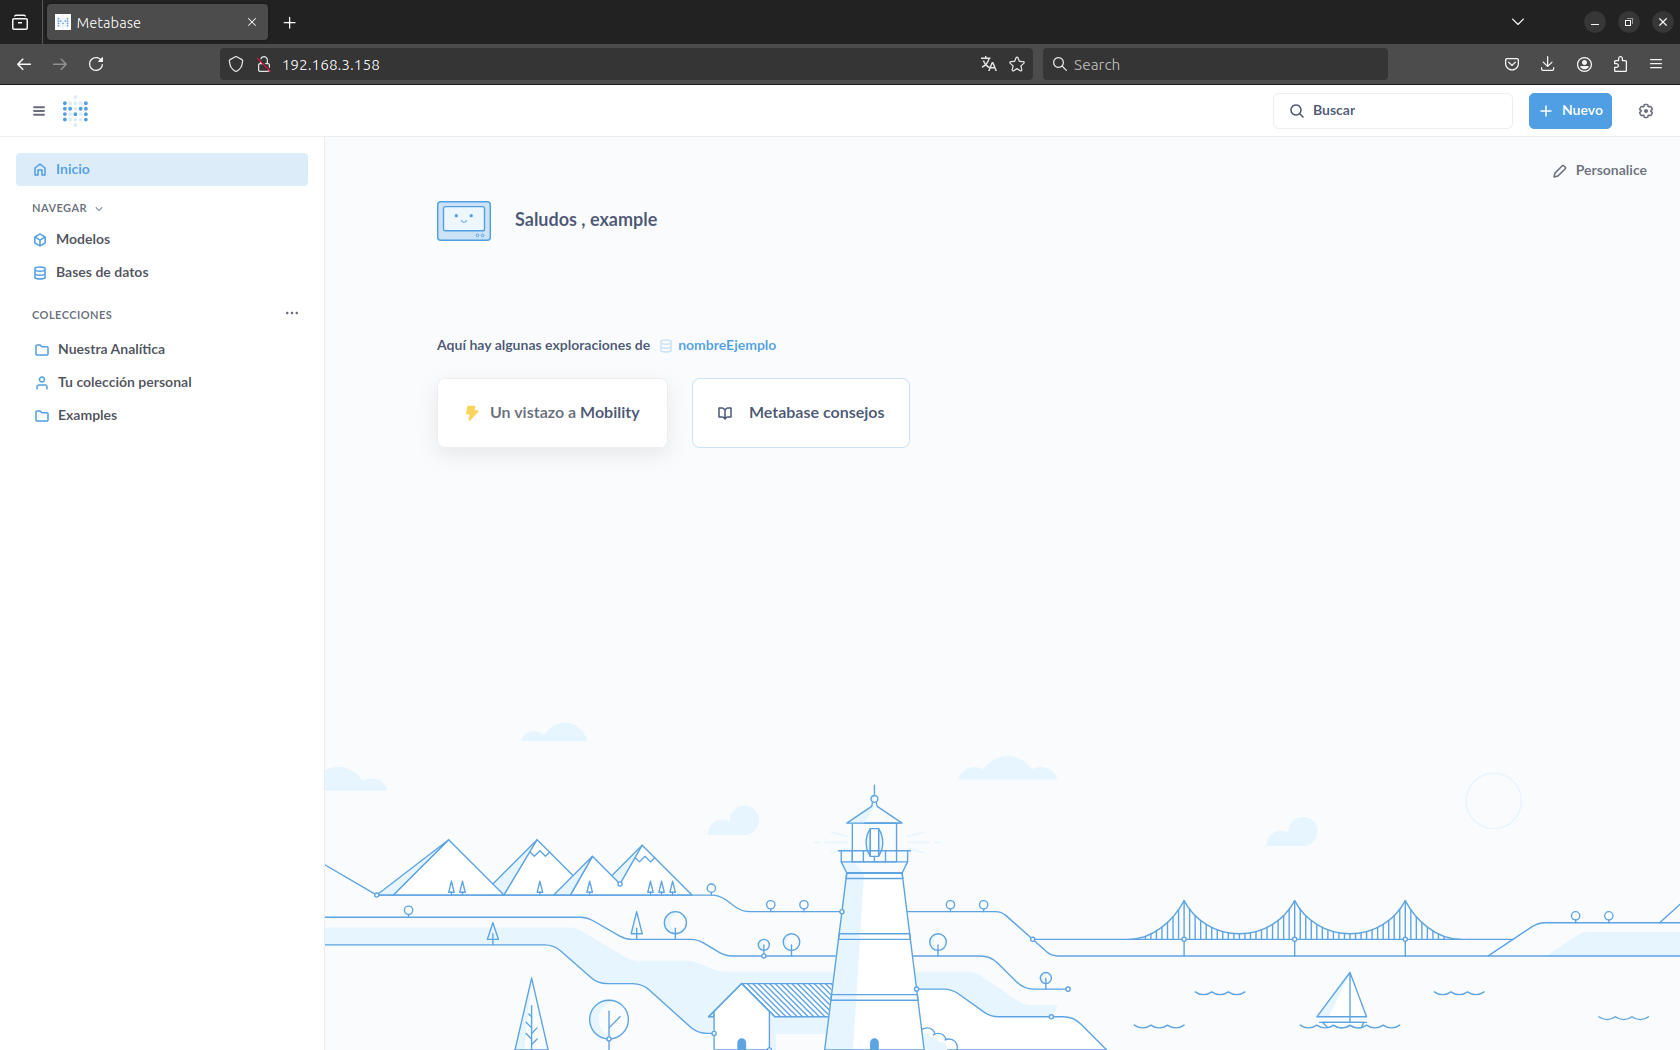 Metabase
192.168.3.158
Search
Buscar
Nuevo
Inicio
Personalice
NAVEGAR
Saludos , example
Modelos
Bases de datos
COLECCIONES
Nuestra Analítica
Aquí hay algunas exploraciones de nombreEjemplo
Tu colección personal
Examples
Un vistazo a Mobility
Metabase consejos